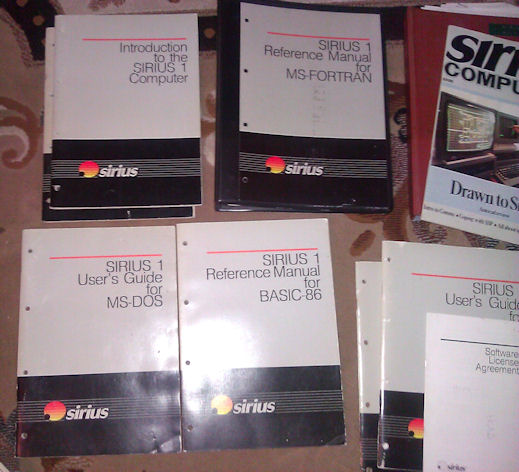 Introduction
to the
SIRIUS 1
Computer
sirius
SIRIUS 1
Reference Manual
for
MS-FORTRAN
sirius
COMPU
Drawn to S
SIRIUS 1
User's Guide
for
MS-DOS
sirius
SIRIUS 1
Reference Manual
for
BASIC-86
sirius
SIRIUS
User's Guide
Software
License
Agreement
sirius